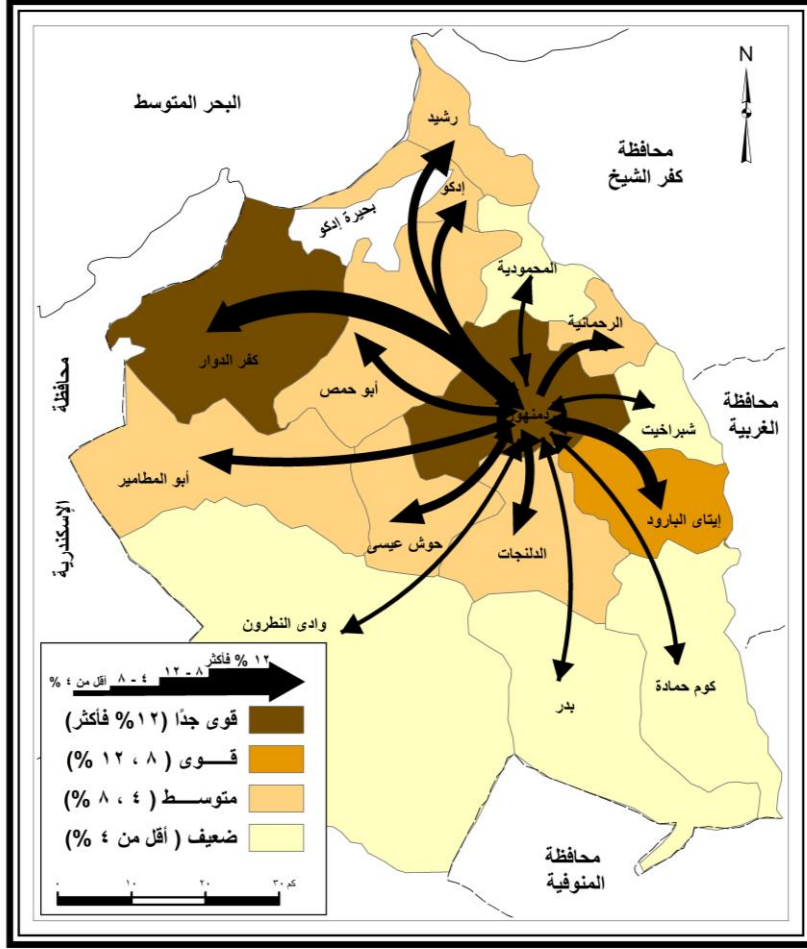 N
البحر المتوسط
رشيد
محافظة
كفر الشيخ
إدكو
بحيرة إدكو
المحمودية
الرحمانية
كفر الدوار
أبو حمص
دمنهور
شبراخيت
محافظة
الغربية
محافظة
الإسكندرية
أبو المطامير
حوش عيسى
الدلنجات
إيتاى البارود
وادى النطرون
بدر
كوم حمادة
محافظة
المنوفية
١٢ % فأكثر
٨ - ١٢
٤ - ٨
أقل من ٤ %
قوى جدًا (١٢% فأكثر)
قـــــوى ( ٨ ، ١٢ %)
متوســـط ( ٤ ، ٨ %)
ضعيف ( أقل من ٤ %)
٠ ١٠ ٢٠ ٣٠ كم